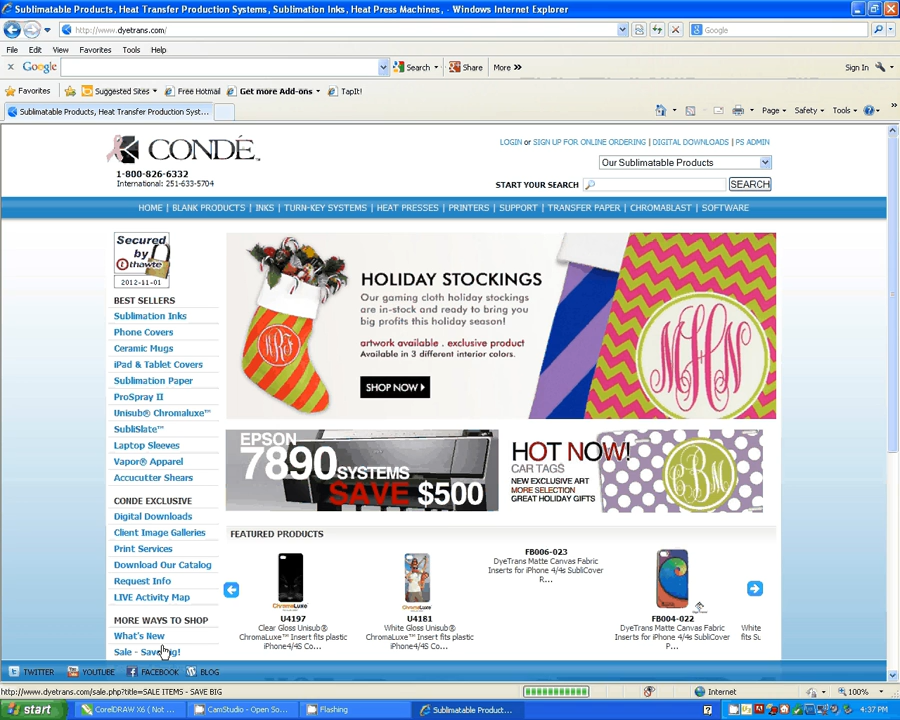 Sublimatable Products, Heat Transfer Production Systems, Sublimation Inks, Heat Press Machines, - Windows Internet Explorer
http://www.dyetrans.com/
Google
File Edit View Favorites Tools Help
x Google Search Share More » Sign In
Favorites Suggested Sites Free Hotmail Get more Add-ons TapIt!
Sublimatable Products, Heat Transfer Production Syst...
Page Safety Tools
CONDÉ
1-800-826-6332
International: 251-633-5704
LOGIN or SIGN UP FOR ONLINE ORDERING | DIGITAL DOWNLOADS | PS ADMIN
Our Sublimatable Products
START YOUR SEARCH SEARCH
HOME | BLANK PRODUCTS | INKS | TURN-KEY SYSTEMS | HEAT PRESSES | PRINTERS | SUPPORT | TRANSFER PAPER | CHROMABLAST | SOFTWARE
Secured
by
thawte
2012-11-01
BEST SELLERS
Sublimation Inks
Phone Covers
Ceramic Mugs
iPad & Tablet Covers
Sublimation Paper
ProSpray II
Unisub® Chromaluxe™
SubliSlate™
Laptop Sleeves
Vapor® Apparel
Accucutter Shears
CONDE EXCLUSIVE
Digital Downloads
Client Image Galleries
Print Services
Download Our Catalog
Request Info
LIVE Activity Map
MORE WAYS TO SHOP
What's New
Sale - Save Big!
HOLIDAY STOCKINGS
Our gaming cloth holiday stockings
are in-stock and ready to bring you
big profits this holiday season!
artwork available . exclusive product
Available in 3 different interior colors.
SHOP NOW
EPSON
7890 SYSTEMS
SAVE $500
HOT NOW!
CAR TAGS
NEW EXCLUSIVE ART
MORE SELECTION
GREAT HOLIDAY GIFTS
FEATURED PRODUCTS
ChromaLuxe
U4197
Clear Gloss Unisub®
ChromaLuxe™ Insert fits plastic
iPhone4/4S Co...
ChromaLuxe
U4181
White Gloss Unisub®
ChromaLuxe™ Insert fits plastic
iPhone4/4S Co...
FB006-023
DyeTrans Matte Canvas Fabric
Inserts for iPhone 4/4s SubliCover
R...
FB004-022
DyeTrans Matte Canvas Fabric
Inserts for iPhone 4/4s SubliCover
R...
White
fits Su
TWITTER YOUTUBE FACEBOOK BLOG
http://www.dyetrans.com/sale.php?title=SALE ITEMS - SAVE BIG
Internet
100%
start
CorelDRAW X6 ( Not ...
CamStudio - Open So...
Flashing
Sublimatable Product...
4:37 PM